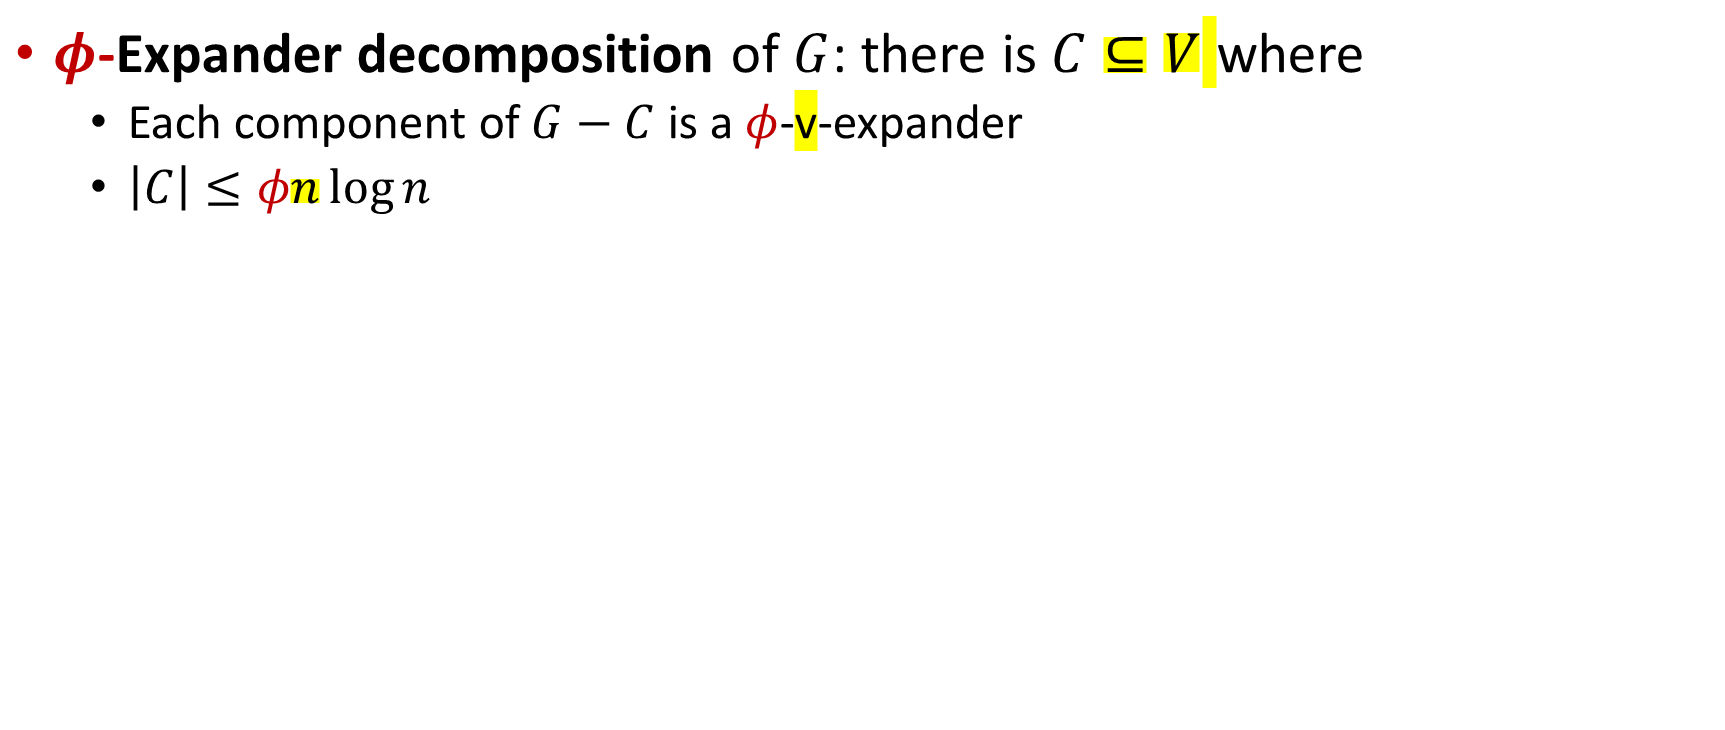 • ϕ-Expander decomposition of G: there is C ⊆ V where
• Each component of G − C is a ϕ-v-expander
• |C| ≤ ϕn log n